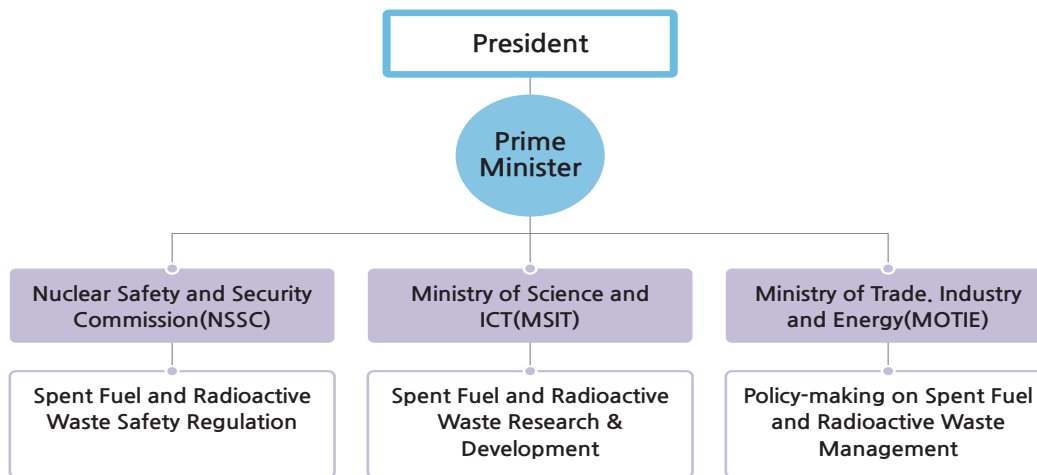 President
Prime
Minister
Nuclear Safety and Security
Commission(NSSC)
Ministry of Science and
ICT(MSIT)
Ministry of Trade. Industry
and Energy(MOTIE)
Spent Fuel and Radioactive
Waste Safety Regulation
Spent Fuel and Radioactive
Waste Research &
Development
Policy-making on Spent Fuel
and Radioactive Waste
Management